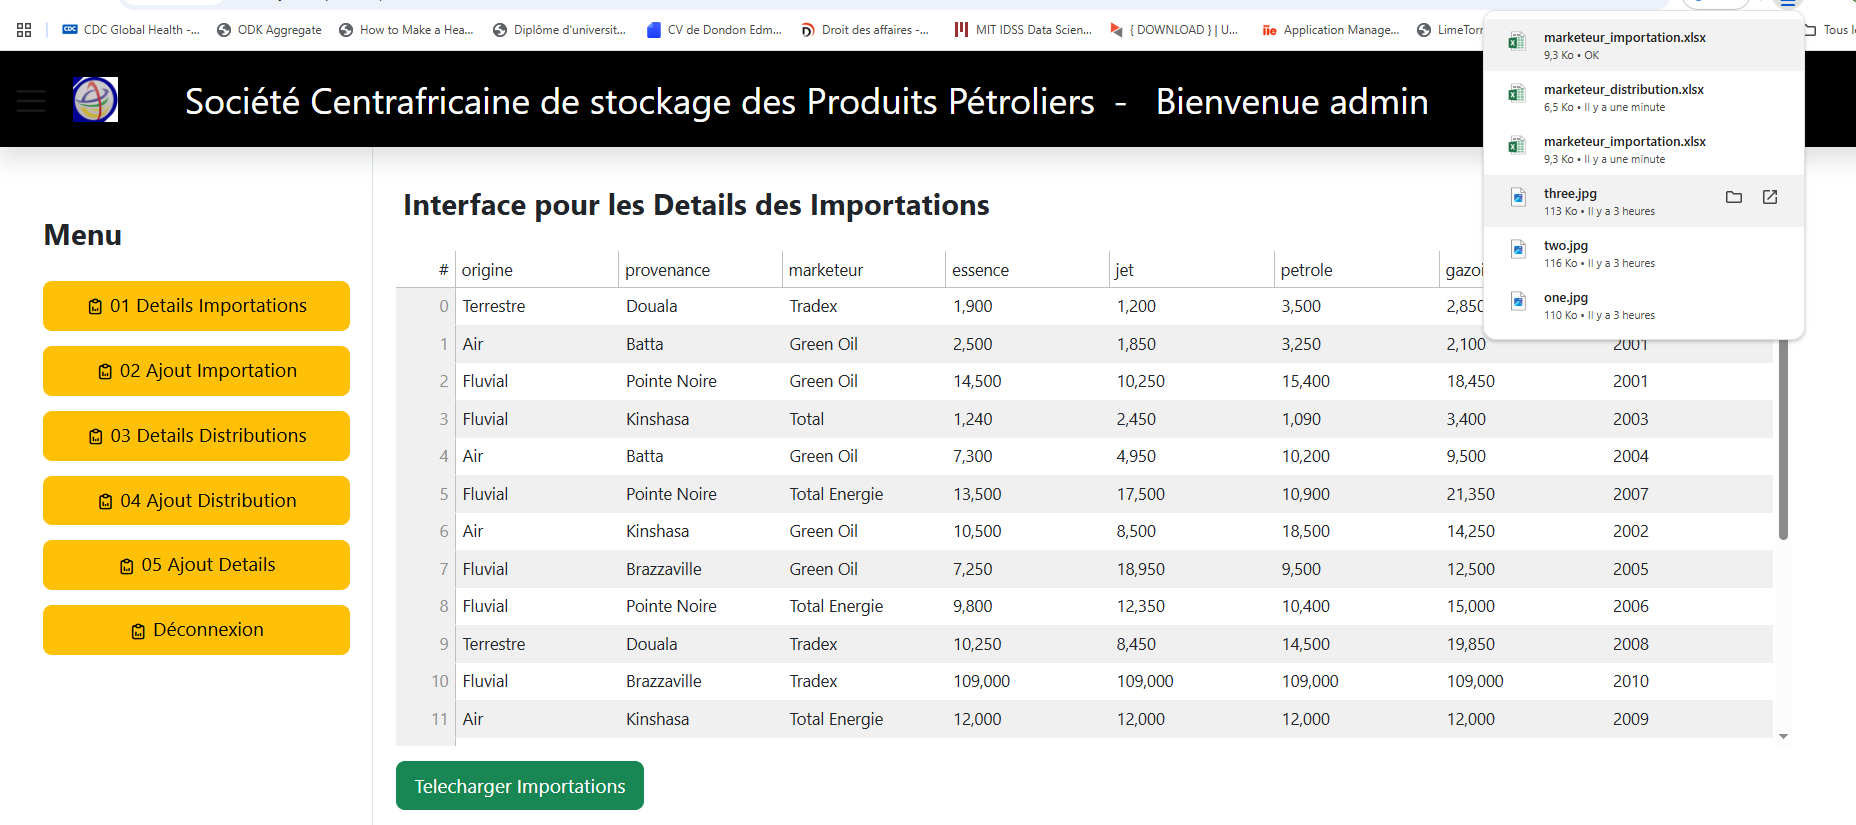 CDC Global Health -...
ODK Aggregate
How to Make a Hea...
Diplôme d'universit...
CV de Dondon Edm...
Droit des affaires -...
MIT IDSS Data Scien...
{ DOWNLOAD } | U...
iie Application Manage...
LimeTorr
Tous le
Société Centrafricaine de stockage des Produits Pétroliers - Bienvenue admin
marketeur_importation.xlsx
9,3 Ko • OK
marketeur_distribution.xlsx
6,5 Ko • Il y a une minute
marketeur_importation.xlsx
9,3 Ko • Il y a une minute
three.jpg
113 Ko • Il y a 3 heures
two.jpg
116 Ko • Il y a 3 heures
one.jpg
110 Ko • Il y a 3 heures
Menu
01 Details Importations
02 Ajout Importation
03 Details Distributions
04 Ajout Distribution
05 Ajout Details
Déconnexion
Interface pour les Details des Importations
# origine provenance marketeur essence jet petrole gazoi
0 Terrestre Douala Tradex 1,900 1,200 3,500 2,850
1 Air Batta Green Oil 2,500 1,850 3,250 2,100 2001
2 Fluvial Pointe Noire Green Oil 14,500 10,250 15,400 18,450 2001
3 Fluvial Kinshasa Total 1,240 2,450 1,090 3,400 2003
4 Air Batta Green Oil 7,300 4,950 10,200 9,500 2004
5 Fluvial Pointe Noire Total Energie 13,500 17,500 10,900 21,350 2007
6 Air Kinshasa Green Oil 10,500 8,500 18,500 14,250 2002
7 Fluvial Brazzaville Green Oil 7,250 18,950 9,500 12,500 2005
8 Fluvial Pointe Noire Total Energie 9,800 12,350 10,400 15,000 2006
9 Terrestre Douala Tradex 10,250 8,450 14,500 19,850 2008
10 Fluvial Brazzaville Tradex 109,000 109,000 109,000 109,000 2010
11 Air Kinshasa Total Energie 12,000 12,000 12,000 12,000 2009
Telecharger Importations